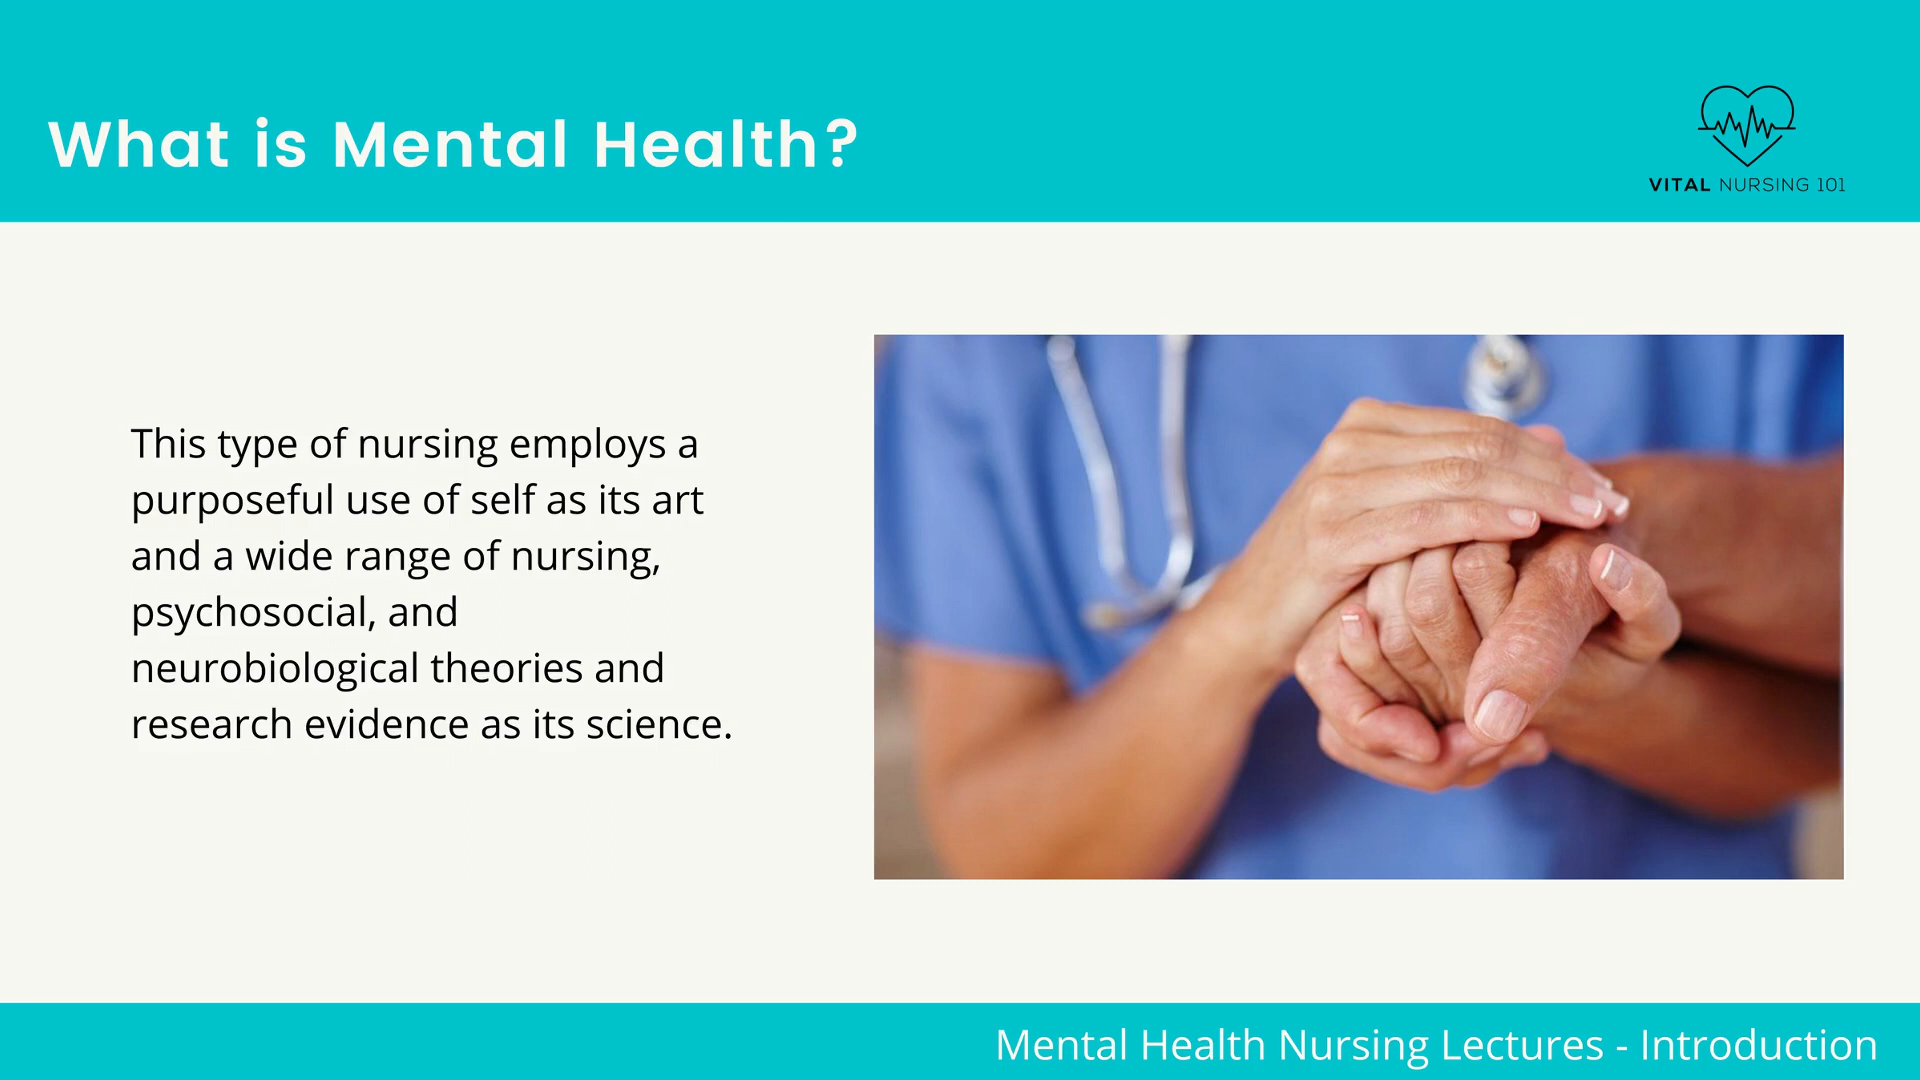 What is Mental Health?
VITAL NURSING 101
This type of nursing employs a
purposeful use of self as its art
and a wide range of nursing,
psychosocial, and
neurobiological theories and
research evidence as its science.
Mental Health Nursing Lectures - Introduction